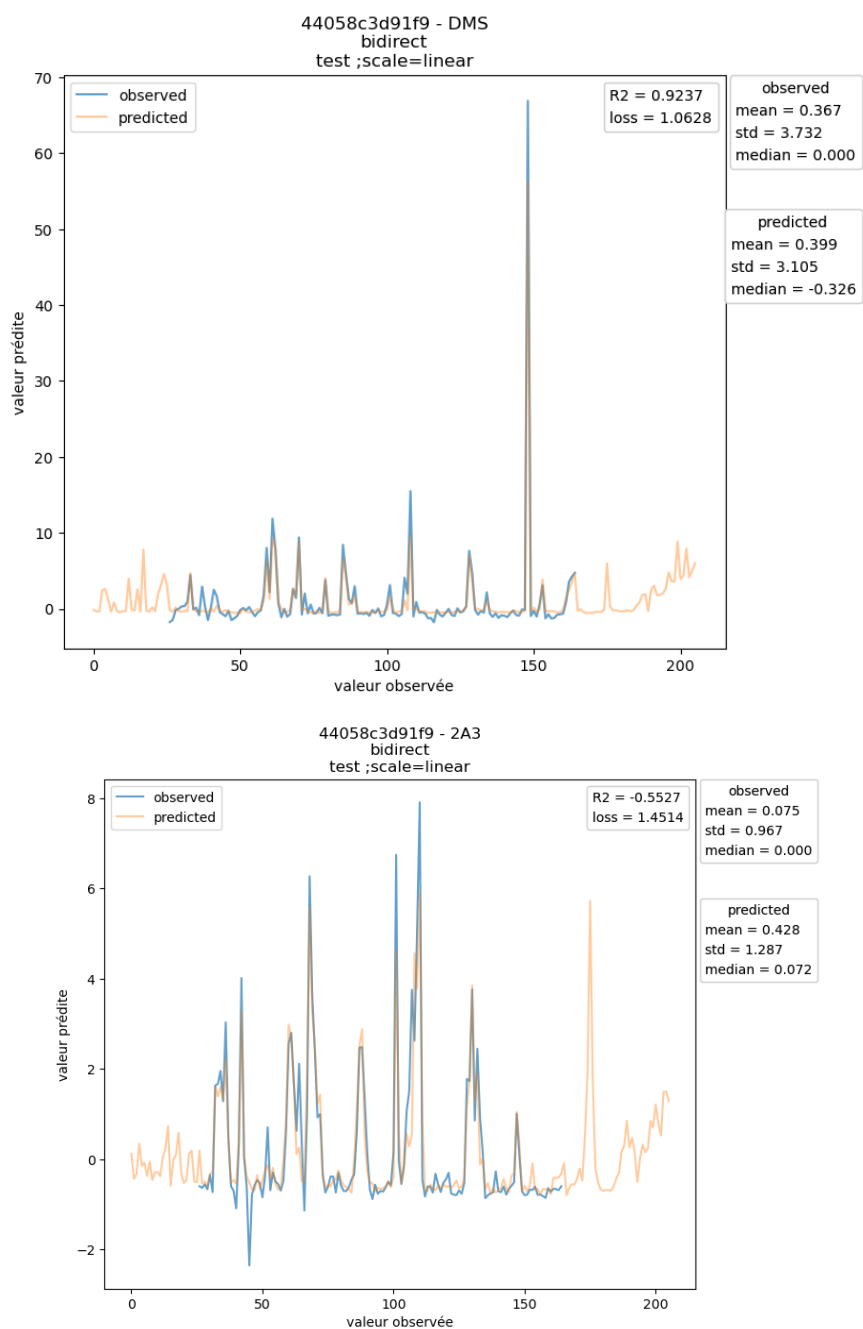 44058c3d91f9 - DMS
bidirect
test ;scale=linear
observed
predicted
R2 = 0.9237
loss = 1.0628
observed
mean = 0.367
std = 3.732
median = 0.000
predicted
mean = 0.399
std = 3.105
median = -0.326
valeur prédite
70
60
50
40
30
20
10
0
0 50 100 150 200
valeur observée
44058c3d91f9 - 2A3
bidirect
test ;scale=linear
observed
predicted
R2 = -0.5527
loss = 1.4514
observed
mean = 0.075
std = 0.967
median = 0.000
predicted
mean = 0.428
std = 1.287
median = 0.072
valeur prédite
8
6
4
2
0
−2
0 50 100 150 200
valeur observée